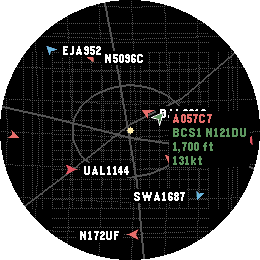 EJA952
N5096C
A057C7
BCS1 N121DU
1,700 ft
131kt
UAL1144
SWA1687
N172UF